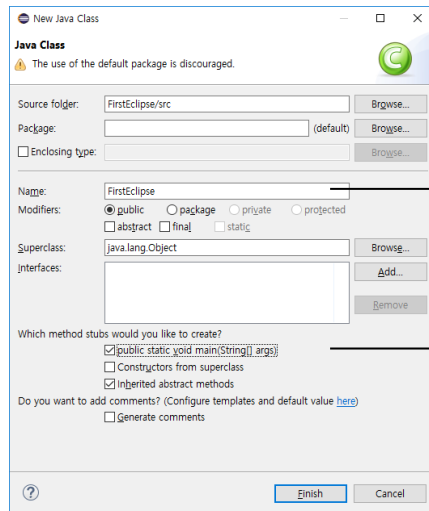 New Java Class
Java Class
The use of the default package is discouraged.
Source folder: FirstEclipse/src Browse...
Package: (default) Browse...
Enclosing type: Browse...
Name: FirstEclipse
Modifiers: public package private protected
abstract final static
Superclass: java.lang.Object Browse...
Interfaces: Add...
Remove
Which method stubs would you like to create?
public static void main(String[] args)
Constructors from superclass
Inherited abstract methods
Do you want to add comments? (Configure templates and default value here)
Generate comments
? Finish Cancel